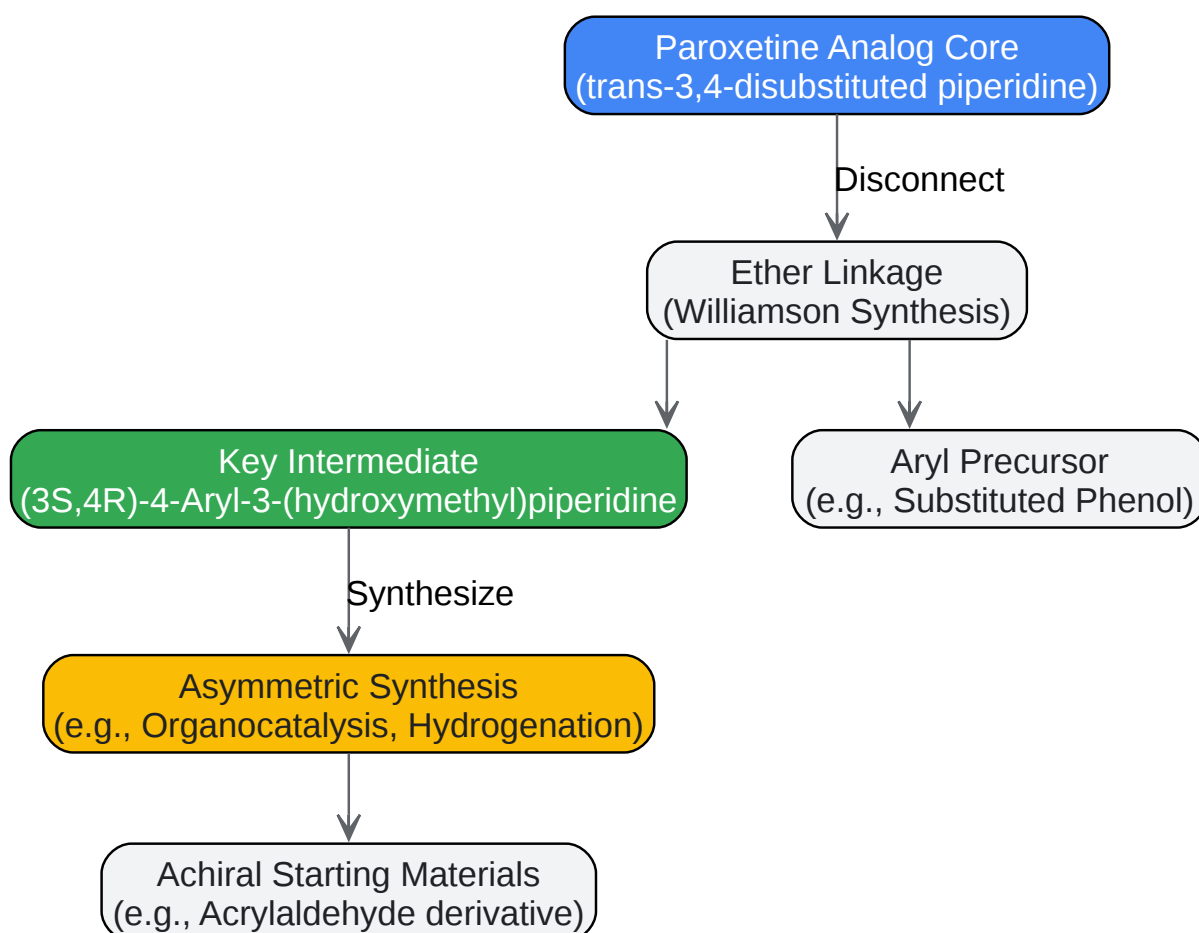 Paroxetine Analog Core
(trans-3,4-disubstituted piperidine)
Disconnect
Ether Linkage
(Williamson Synthesis)
Key Intermediate
(3S,4R)-4-Aryl-3-(hydroxymethyl)piperidine
Aryl Precursor
(e.g., Substituted Phenol)
Synthesize
Asymmetric Synthesis
(e.g., Organocatalysis, Hydrogenation)
Achiral Starting Materials
(e.g., Acrylaldehyde derivative)